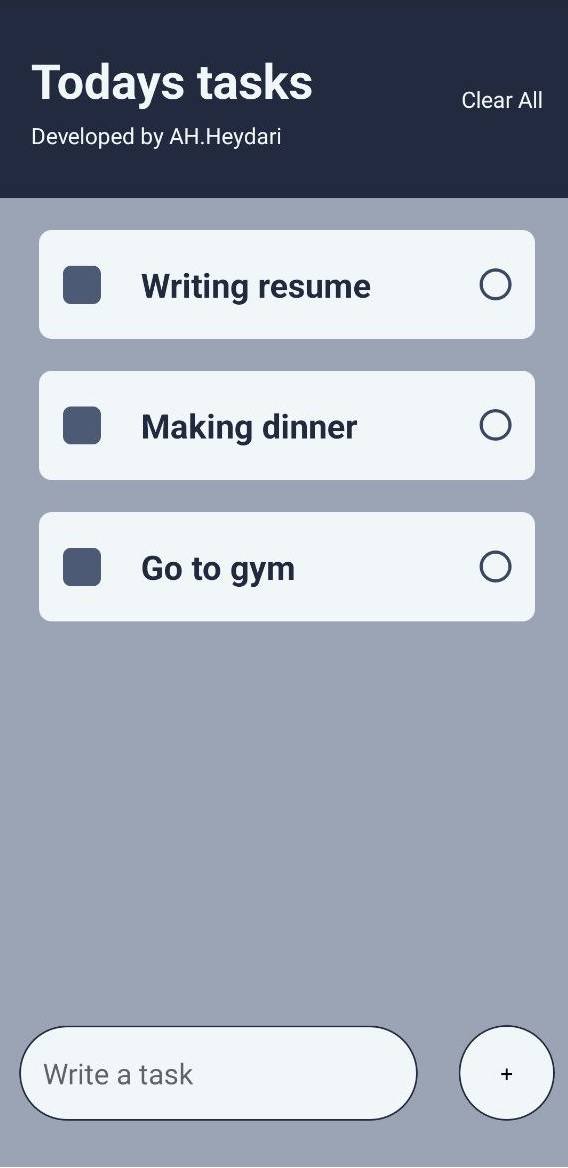 Todays tasks
Clear All
Developed by AH.Heydari
Writing resume
Making dinner
Go to gym
Write a task
+